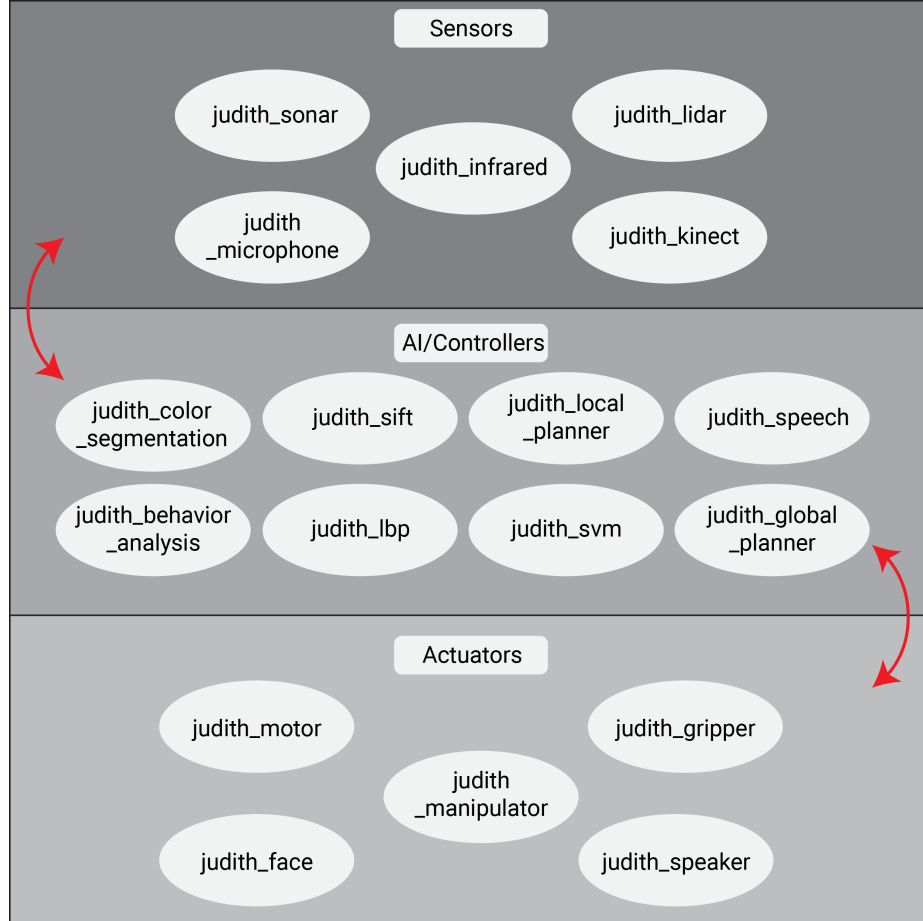 Sensors
judith_sonar
judith_lidar
judith_infrared
judith
_microphone
judith_kinect
AI/Controllers
judith_color
_segmentation
judith_sift
judith_local
_planner
judith_speech
judith_behavior
_analysis
judith_lbp
judith_svm
judith_global
_planner
Actuators
judith_motor
judith_gripper
judith
_manipulator
judith_face
judith_speaker